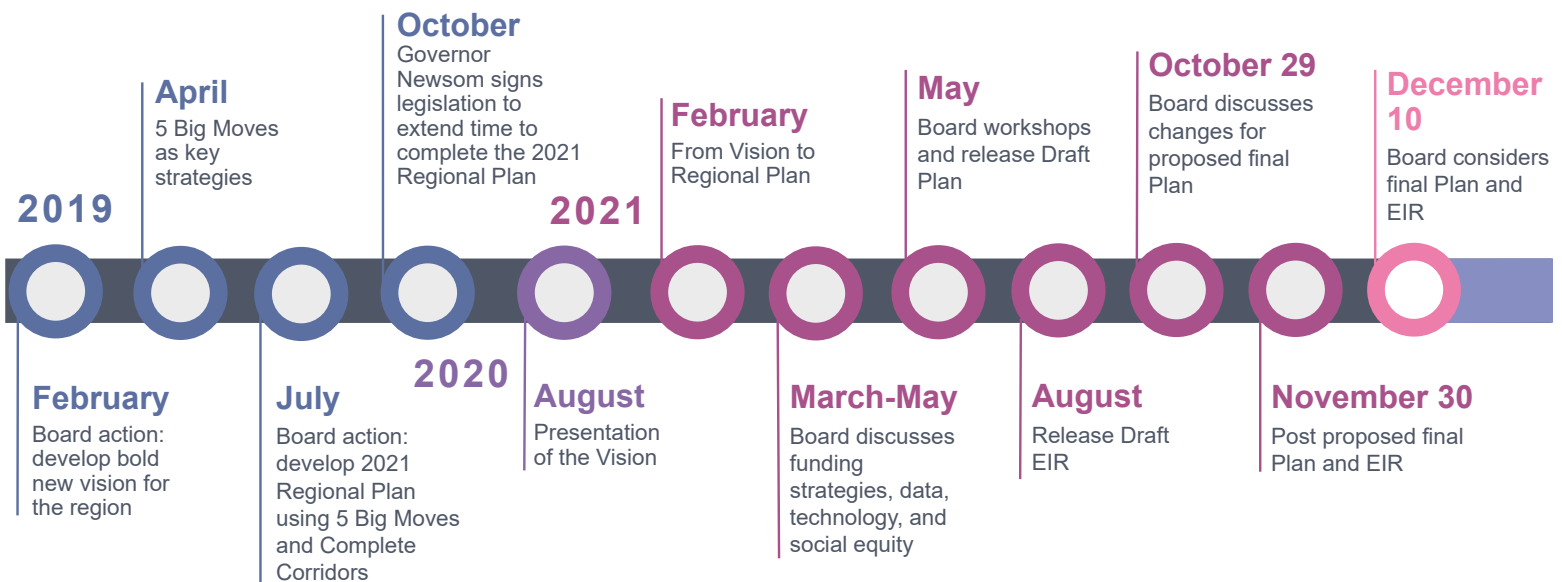 2019
February
Board action:
develop bold
new vision for
the region
April
5 Big Moves
as key
strategies
July
Board action:
develop 2021
Regional Plan
using 5 Big Moves
and Complete
Corridors
October
Governor
Newsom signs
legislation to
extend time to
complete the 2021
Regional Plan
2020
August
Presentation
of the Vision
2021
February
From Vision to
Regional Plan
March-May
Board discusses
funding
strategies, data,
technology, and
social equity
May
Board workshops
and release Draft
Plan
August
Release Draft
EIR
October 29
Board discusses
changes for
proposed final
Plan
November 30
Post proposed final
Plan and EIR
December
10
Board considers
final Plan and
EIR